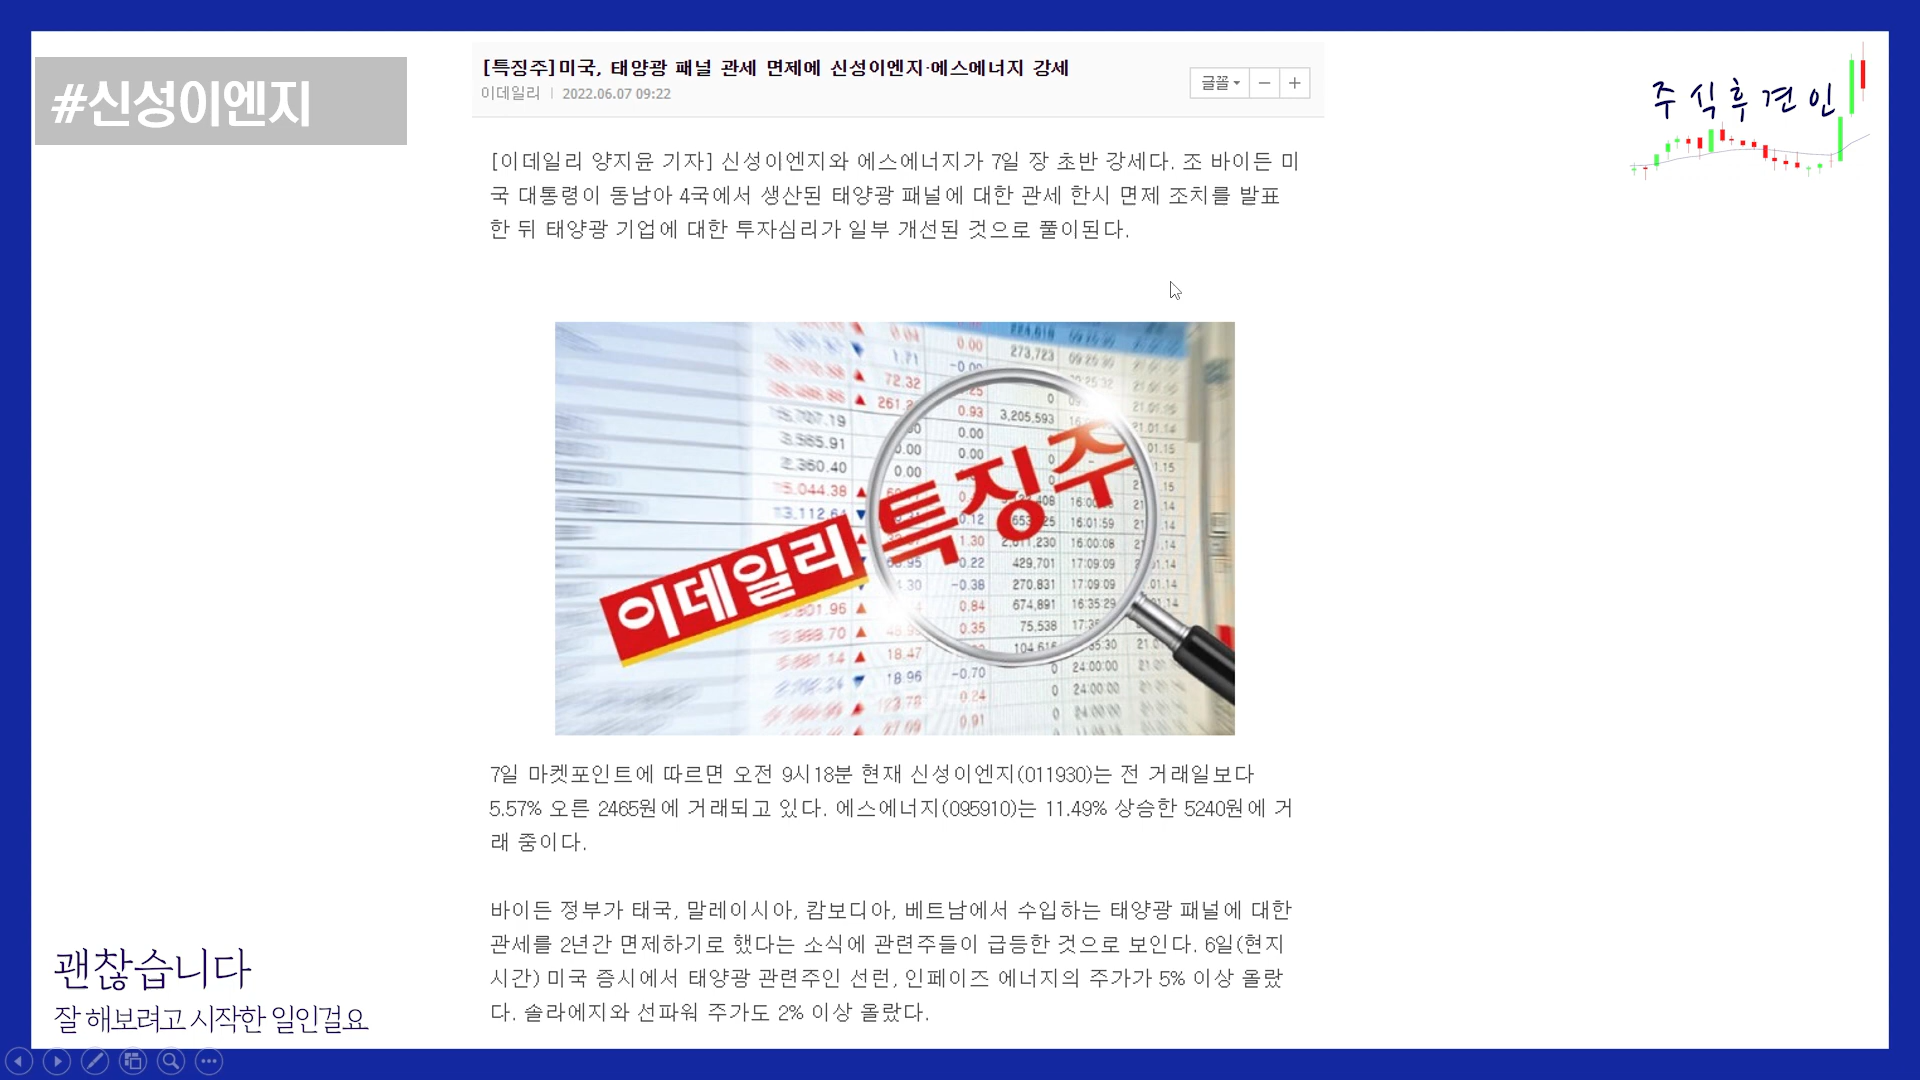 #신성이엔지
[특징주]미국, 태양광 패널 관세 면제에 신성이엔지·에스에너지 강세
이데일리 | 2022.06.07 09:22
글꼴
주식후견인
[이데일리 양지윤 기자] 신성이엔지와 에스에너지가 7일 장 초반 강세다. 조 바이든 미
국 대통령이 동남아 4국에서 생산된 태양광 패널에 대한 관세 한시 면제 조치를 발표
한 뒤 태양광 기업에 대한 투자심리가 일부 개선된 것으로 풀이된다.
이데일리 특징주
7일 마켓포인트에 따르면 오전 9시18분 현재 신성이엔지(011930)는 전 거래일보다
5.57% 오른 2465원에 거래되고 있다. 에스에너지(095910)는 11.49% 상승한 5240원에 거
래 중이다.
바이든 정부가 태국, 말레이시아, 캄보디아, 베트남에서 수입하는 태양광 패널에 대한
관세를 2년간 면제하기로 했다는 소식에 관련주들이 급등한 것으로 보인다. 6일(현지
시간) 미국 증시에서 태양광 관련주인 선런, 인페이즈 에너지의 주가가 5% 이상 올랐
다. 솔라에지와 선파워 주가도 2% 이상 올랐다.
괜찮습니다
잘 해보려고 시작한 일인걸요